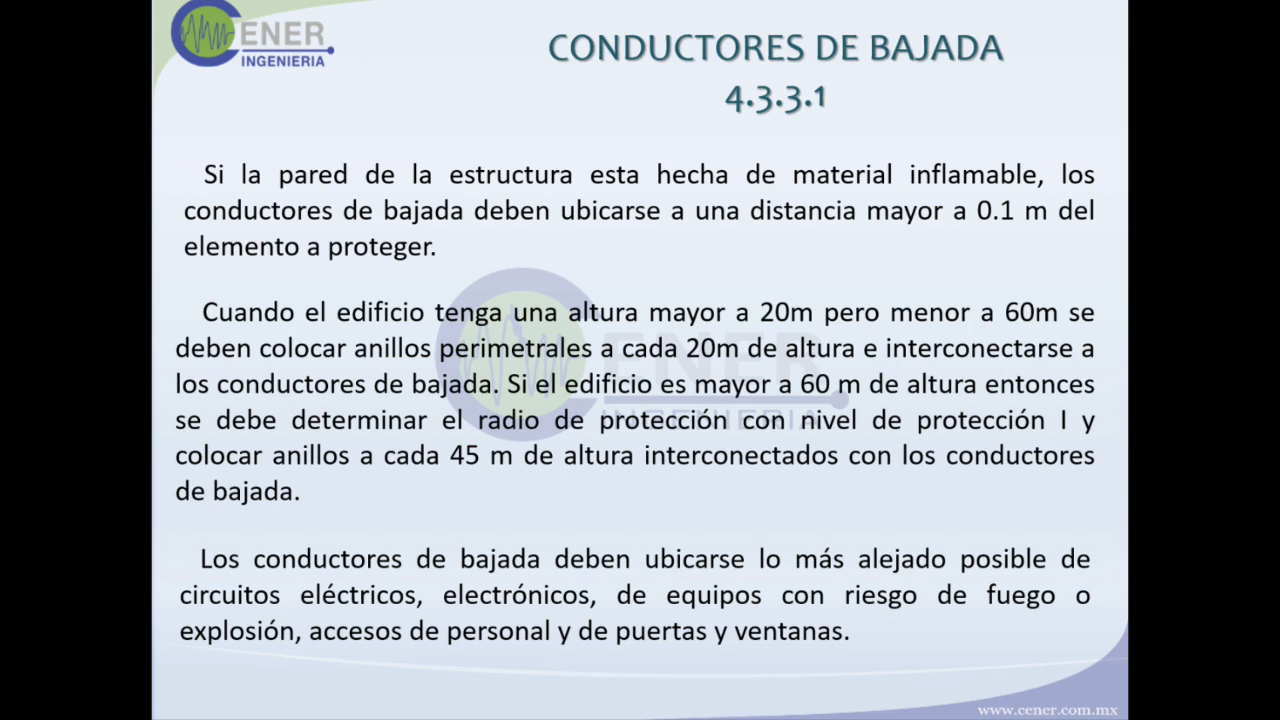 ENER
INGENIERIA
CONDUCTORES DE BAJADA
4.3.3.1
Si la pared de la estructura esta hecha de material inflamable, los
conductores de bajada deben ubicarse a una distancia mayor a 0.1 m del
elemento a proteger.
Cuando el edificio tenga una altura mayor a 20m pero menor a 60m se
deben colocar anillos perimetrales a cada 20m de altura e interconectarse a
los conductores de bajada. Si el edificio es mayor a 60 m de altura entonces
se debe determinar el radio de protección con nivel de protección I y
colocar anillos a cada 45 m de altura interconectados con los conductores
de bajada.
Los conductores de bajada deben ubicarse lo más alejado posible de
circuitos eléctricos, electrónicos, de equipos con riesgo de fuego o
explosión, accesos de personal y de puertas y ventanas.
ENER
INGENIERIA
www.cener.com.mx